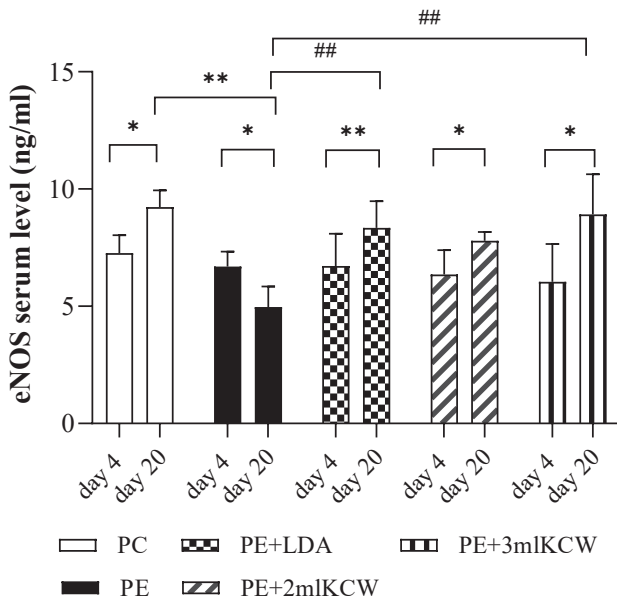 ##
##
**
*
*
**
*
*
eNOS serum level (ng/ml)
15
10
5
0
day 4
day 20
day 4
day 20
day 4
day 20
day 4
day 20
day 4
day 20
PC
PE+LDA
PE+3mlKCW
PE
PE+2mlKCW